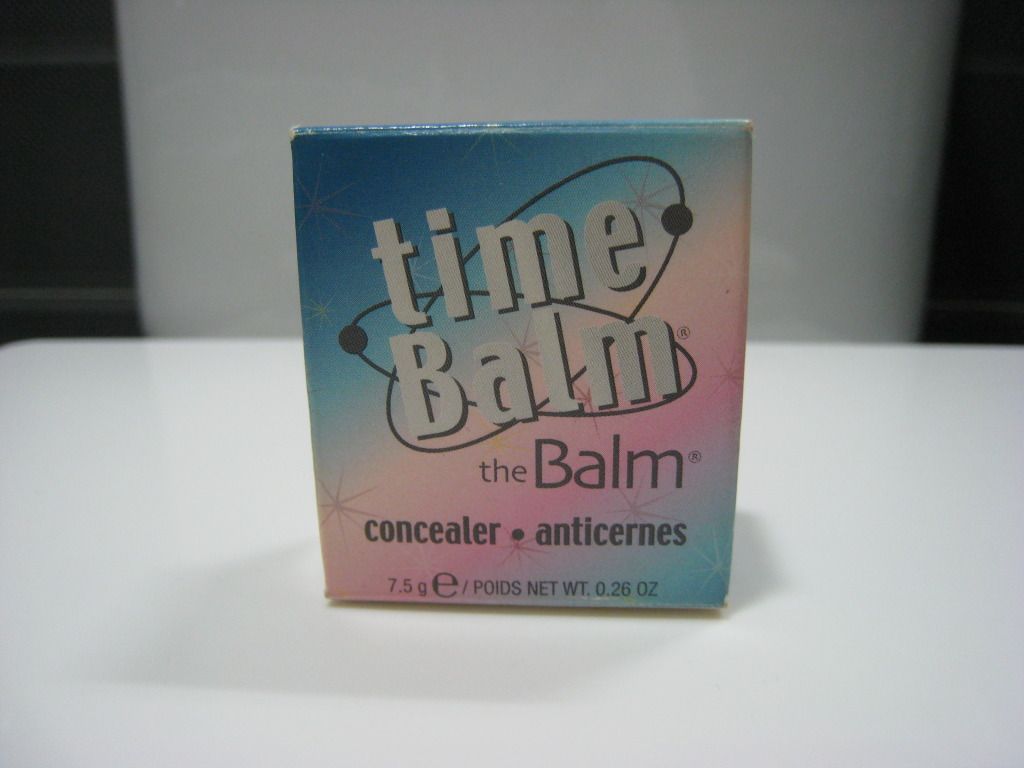 time
Balm®
the Balm®
concealer • anticernes
7.5 g ℮ / POIDS NET WT. 0.26 OZ